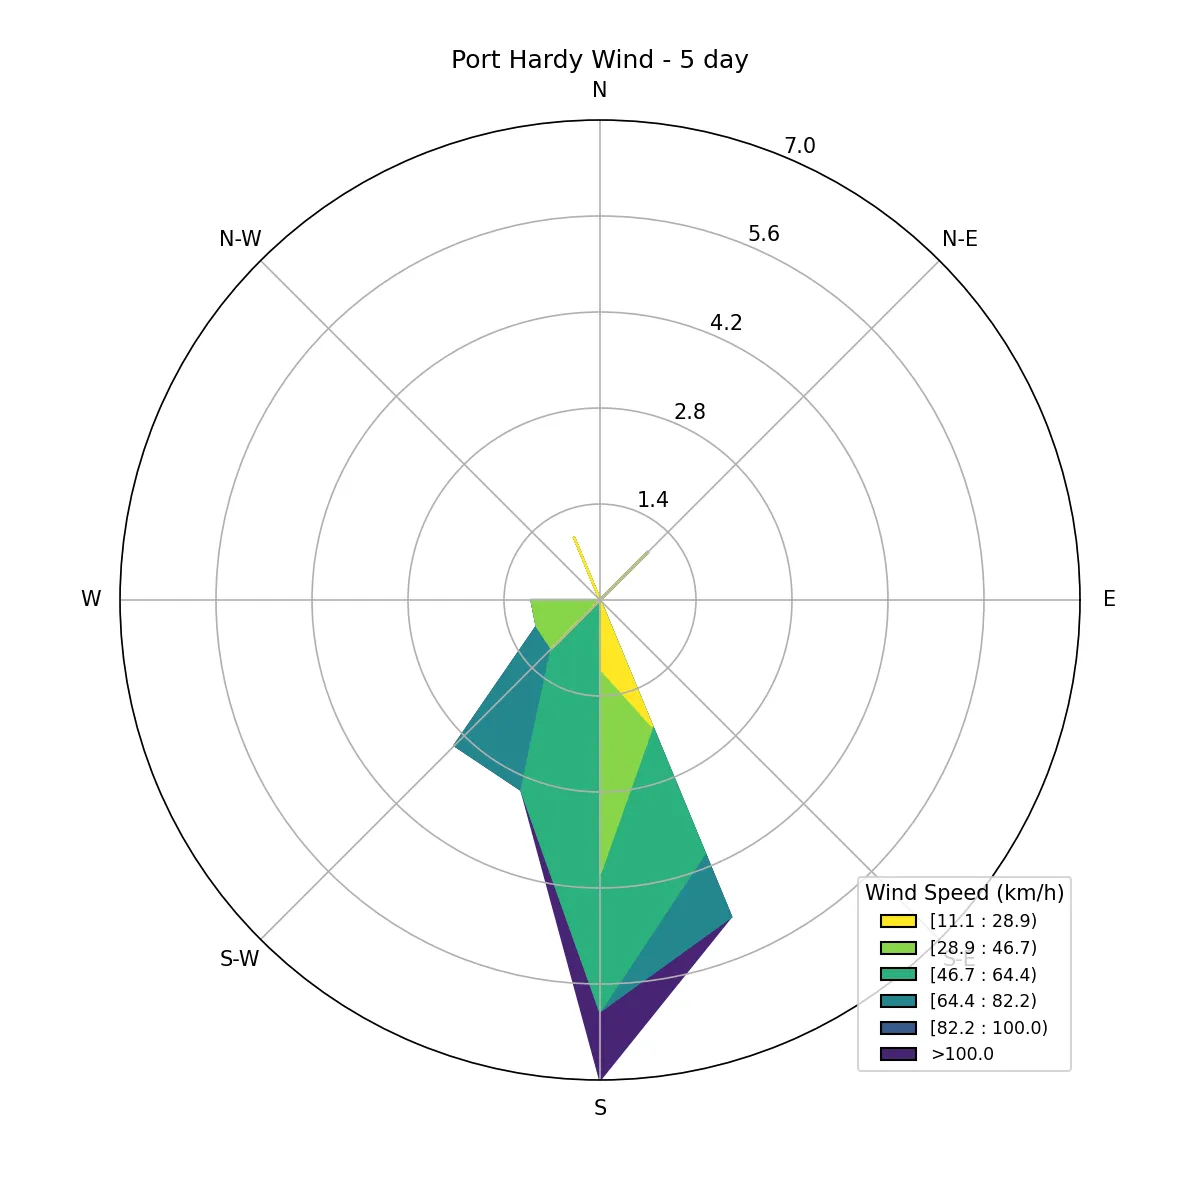 Port Hardy Wind - 5 day
N
7.0
N-W
5.6
N-E
4.2
2.8
1.4
W
E
Wind Speed (km/h)
[11.1 : 28.9)
[28.9 : 46.7)
S-W
S-E
[46.7 : 64.4)
[64.4 : 82.2)
[82.2 : 100.0)
>100.0
S